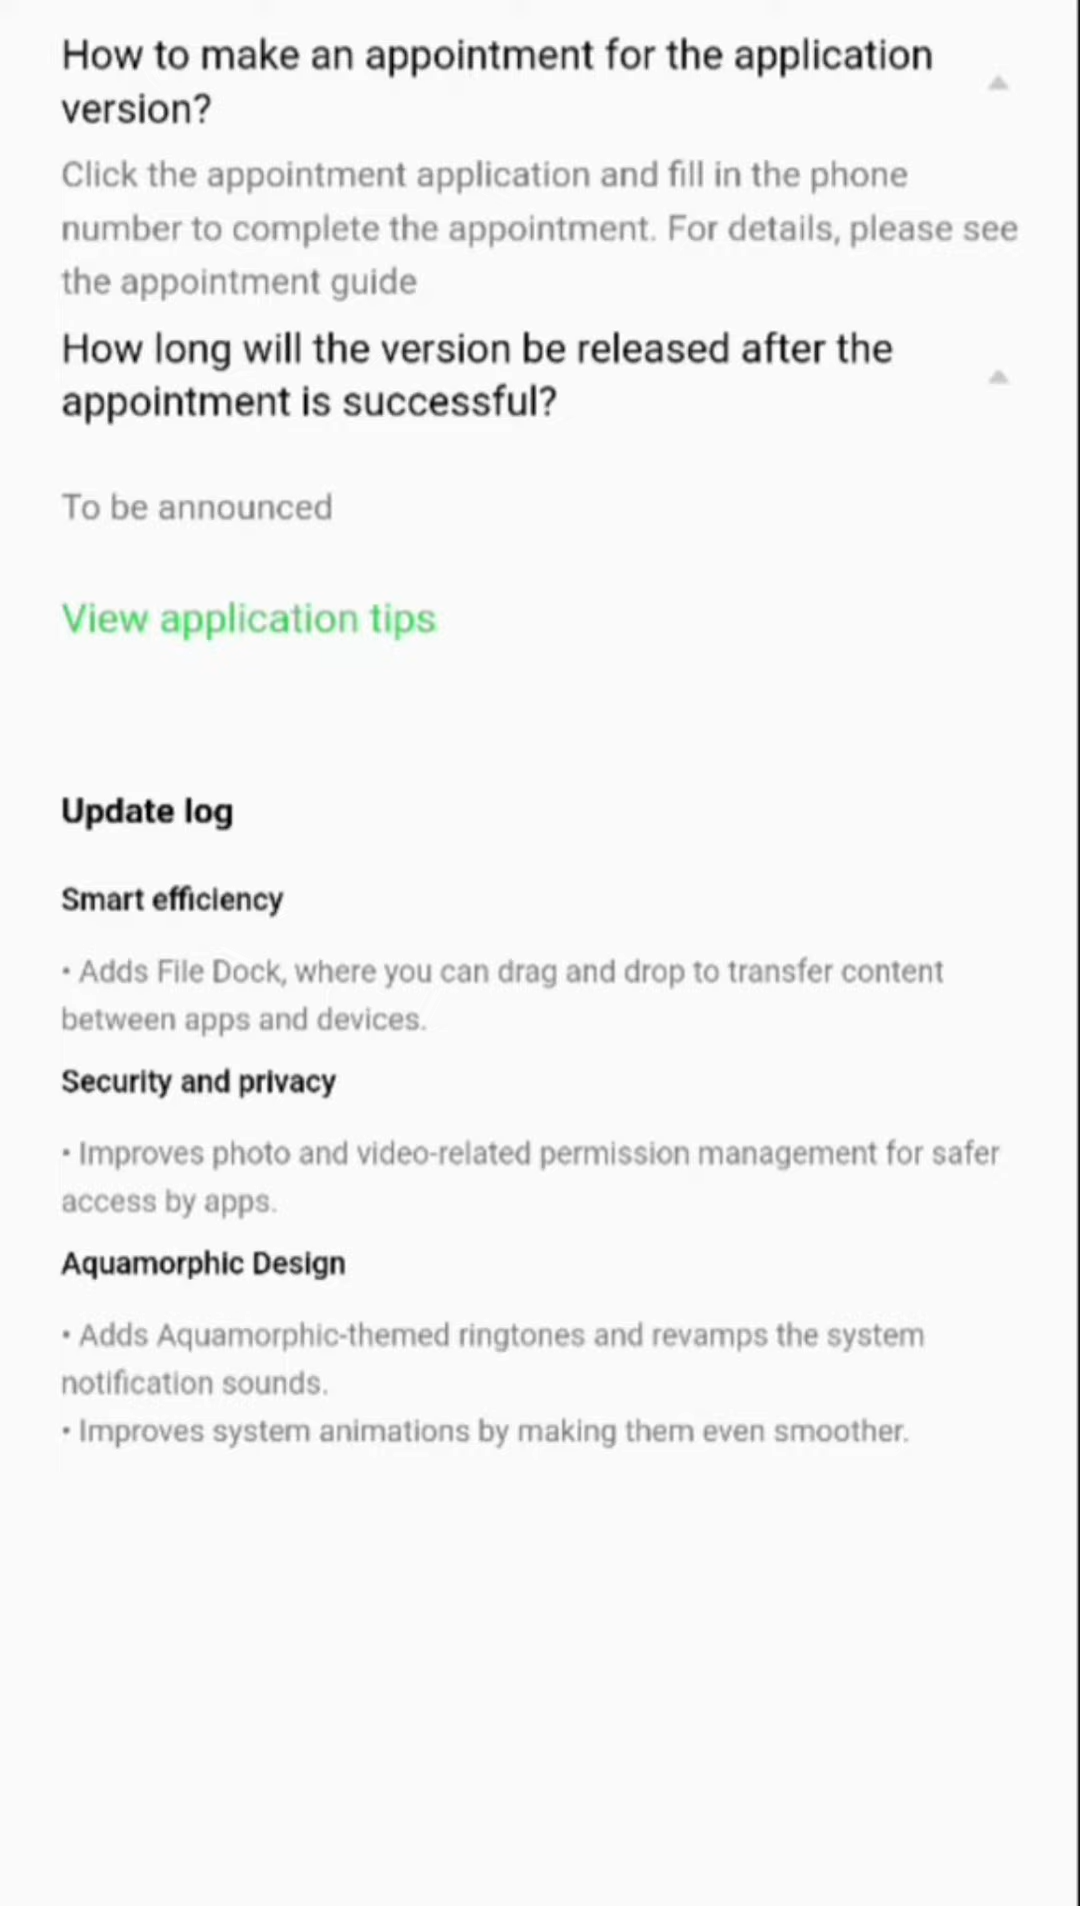 How to make an appointment for the application
version?
Click the appointment application and fill in the phone
number to complete the appointment. For details, please see
the appointment guide
How long will the version be released after the
appointment is successful?
To be announced
View application tips
Update log
Smart efficiency
• Adds File Dock, where you can drag and drop to transfer content
between apps and devices.
Security and privacy
• Improves photo and video-related permission management for safer
access by apps.
Aquamorphic Design
• Adds Aquamorphic-themed ringtones and revamps the system
notification sounds.
• Improves system animations by making them even smoother.